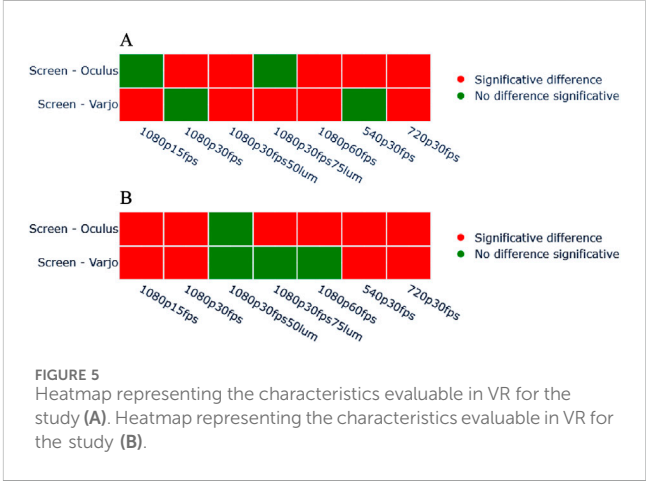 A
Screen - Oculus
Screen - Varjo
Significative difference
No difference significative
1080p15fps
1080p30fps
1080p30fps50lum
1080p30fps75lum
1080p60fps
540p30fps
720p30fps
B
Screen - Oculus
Screen - Varjo
Significative difference
No difference significative
1080p15fps
1080p30fps
1080p30fps50lum
1080p30fps75lum
1080p60fps
540p30fps
720p30fps
FIGURE 5
Heatmap representing the characteristics evaluable in VR for the
study (A). Heatmap representing the characteristics evaluable in VR for
the study (B).